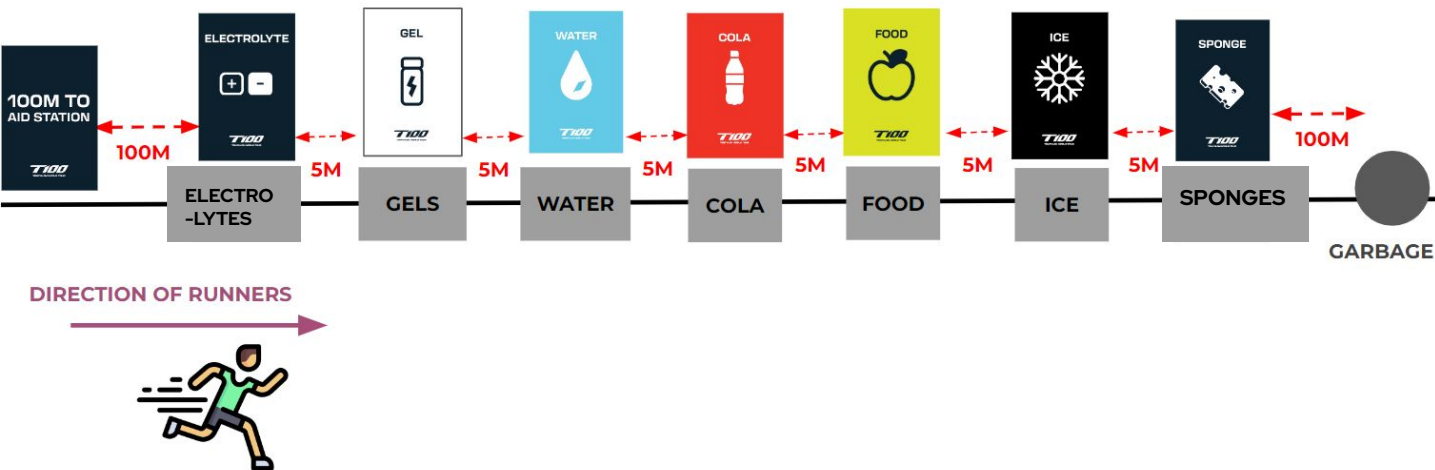 100M TO
AID STATION
T100
ELECTROLYTE
+ -
T100
GEL
T100
WATER
T100
COLA
T100
FOOD
T100
ICE
T100
SPONGE
T100
100M
5M
5M
5M
5M
5M
5M
100M
ELECTRO
-LYTES
GELS
WATER
COLA
FOOD
ICE
SPONGES
GARBAGE
DIRECTION OF RUNNERS